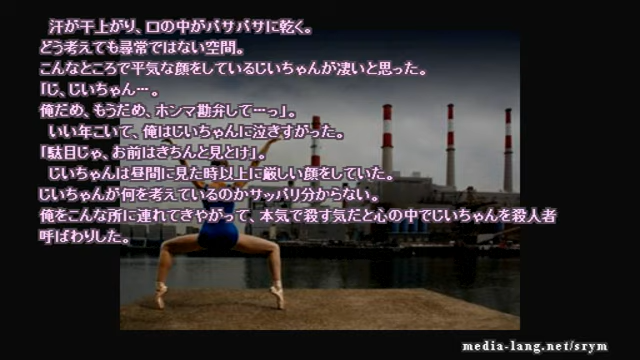 汗が干上がり、口の中がバサバサに乾く。
どう考えても尋常ではない空間。
こんなところで平気な顔をしているじいちゃんが凄いと思った。
「じ、じいちゃん…。
俺だめ、もうだめ、ホンマ勘弁して…っ」。
いい年こいて、俺はじいちゃんに泣きすがった。
「駄目じゃ、お前はきちんと見とけ」。
じいちゃんは昼間に見た時以上に厳しい顔をしていた。
じいちゃんが何を考えているのかサッパリ分からない。
俺をこんな所に連れてきやがって、本気で殺す気だと心の中でじいちゃんを殺人者
呼ばわりした。
media-lang.net/srym